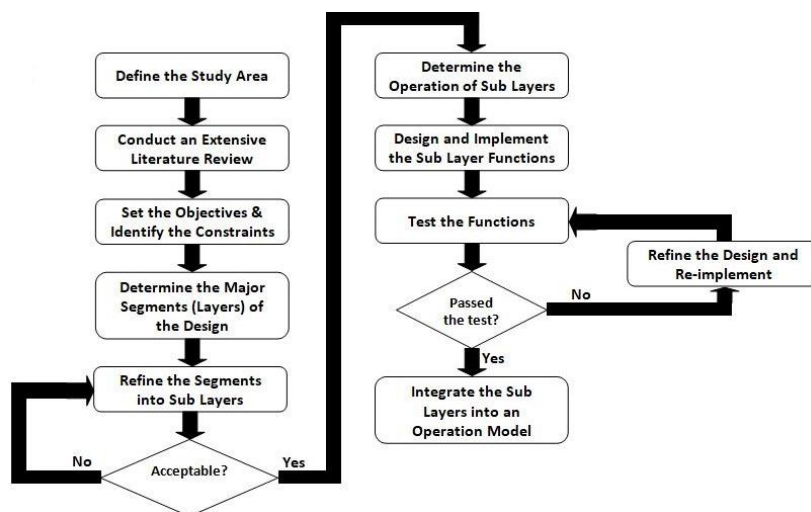 Define the Study Area
Conduct an Extensive
Literature Review
Set the Objectives &
Identify the Constraints
Determine the Major
Segments (Layers) of
the Design
Refine the Segments
into Sub Layers
Acceptable?
No
Yes
Determine the
Operation of Sub Layers
Design and Implement
the Sub Layer Functions
Test the Functions
Passed
the test?
No
Refine the Design and
Re-implement
Yes
Integrate the Sub
Layers into an
Operation Model